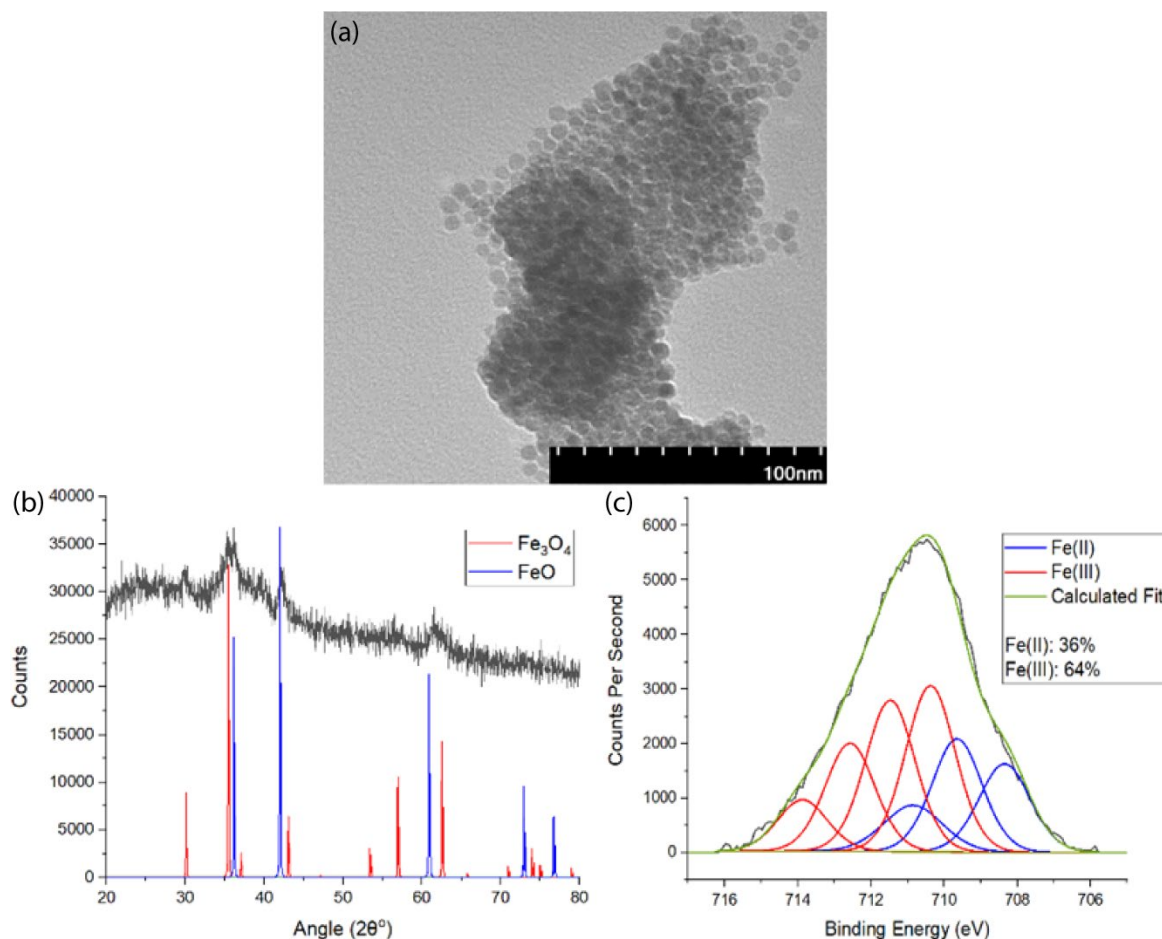 (a)
100nm
(b)
40000
35000
30000
25000
20000
15000
10000
5000
0
Counts
20 30 40 50 60 70 80
Angle (2θ°)
Fe₃O₄
FeO
(c)
6000
5000
4000
3000
2000
1000
0
Counts Per Second
716 714 712 710 708 706
Binding Energy (eV)
Fe(II)
Fe(III)
Calculated Fit
Fe(II): 36%
Fe(III): 64%